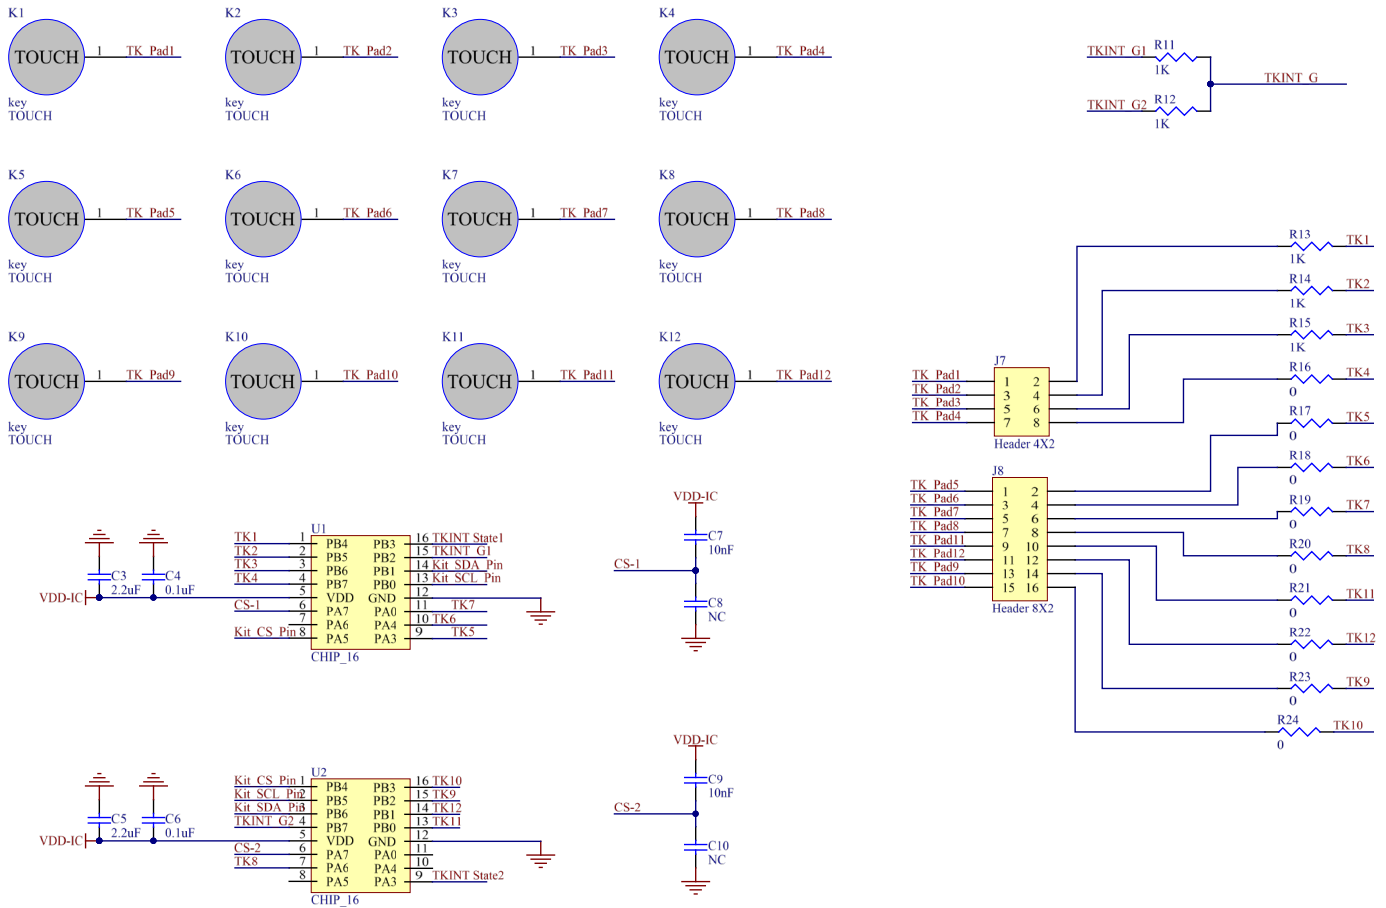 K1 K2 K3 K4
TOUCH 1 TK_Pad1 TOUCH 1 TK_Pad2 TOUCH 1 TK_Pad3 TOUCH 1 TK_Pad4
key key key key
TOUCH TOUCH TOUCH TOUCH
K5 K6 K7 K8
TOUCH 1 TK_Pad5 TOUCH 1 TK_Pad6 TOUCH 1 TK_Pad7 TOUCH 1 TK_Pad8
key key key key
TOUCH TOUCH TOUCH TOUCH
K9 K10 K11 K12
TOUCH 1 TK_Pad9 TOUCH 1 TK_Pad10 TOUCH 1 TK_Pad11 TOUCH 1 TK_Pad12
key key key key
TOUCH TOUCH TOUCH TOUCH
TKINT_G1 R11
1K
TKINT_G
TKINT_G2 R12
1K
R13 TK1
1K
R14 TK2
1K
R15 TK3
1K
R16 TK4
0
R17 TK5
0
R18 TK6
0
R19 TK7
0
R20 TK8
0
R21 TK11
0
R22 TK12
0
R23 TK9
0
R24 TK10
0
J7
TK_Pad1 1 2
TK_Pad2 3 4
TK_Pad3 5 6
TK_Pad4 7 8
Header 4X2
J8
TK_Pad5 1 2
TK_Pad6 3 4
TK_Pad7 5 6
TK_Pad8 7 8
TK_Pad11 9 10
TK_Pad12 11 12
TK_Pad9 13 14
TK_Pad10 15 16
Header 8X2
U1
TK1 1 PB4 PB3 16 TKINT_State1
TK2 2 PB5 PB2 15 TKINT_G1
TK3 3 PB6 PB1 14 Kit_SDA_Pin
TK4 4 PB7 PB0 13 Kit_SCL_Pin
5 VDD GND 12
CS-1 6 PA7 PA0 11 TK7
7 PA6 PA4 10 TK6
Kit_CS_Pin 8 PA5 PA3 9 TK5
CHIP_16
C3 C4
2.2uF 0.1uF
VDD-IC
VDD-IC
C7
10nF
CS-1
C8
NC
U2
Kit_CS_Pin 1 PB4 PB3 16 TK10
Kit_SCL_Pin 2 PB5 PB2 15 TK9
Kit_SDA_Pin 3 PB6 PB1 14 TK12
TKINT_G2 4 PB7 PB0 13 TK11
5 VDD GND 12
CS-2 6 PA7 PA0 11
TK8 7 PA6 PA4 10
8 PA5 PA3 9 TKINT_State2
CHIP_16
C5 C6
2.2uF 0.1uF
VDD-IC
VDD-IC
C9
10nF
CS-2
C10
NC